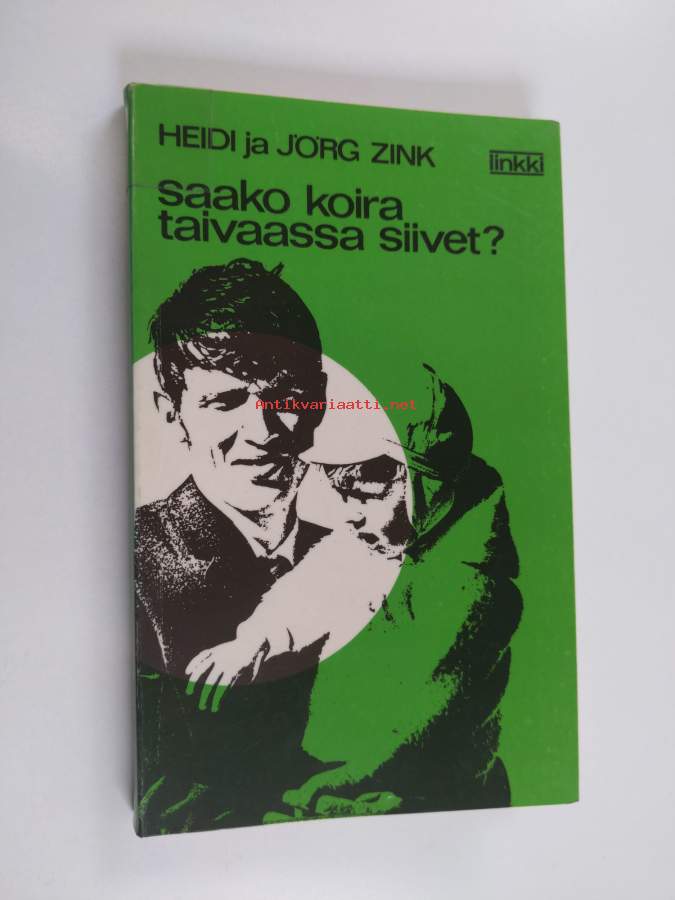 HEIDI ja JÖRG ZINK
linkki
saako koira
taivaassa siivet?
Antikvariaatti.net